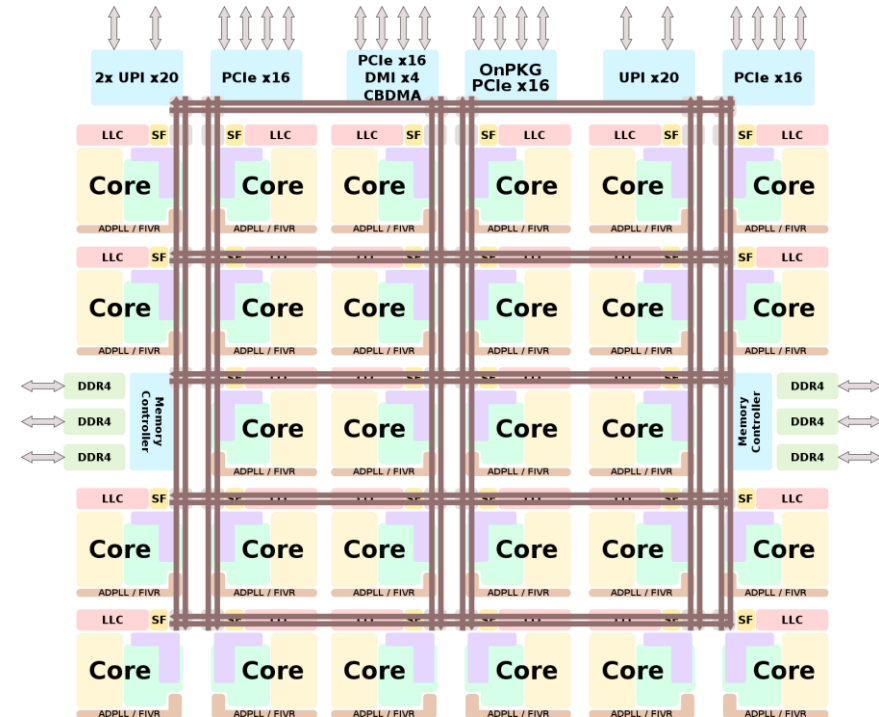 2x UPI x20
PCIe x16
PCIe x16
DMI x4
CBDMA
OnPKG
PCIe x16
UPI x20
PCIe x16
LLC SF SF LLC LLC SF SF LLC LLC SF SF LLC
Core Core Core Core Core Core
ADPLL / FIVR ADPLL / FIVR ADPLL / FIVR ADPLL / FIVR ADPLL / FIVR ADPLL / FIVR
LLC SF SF LLC
Core Core Core Core Core Core
ADPLL / FIVR ADPLL / FIVR ADPLL / FIVR ADPLL / FIVR ADPLL / FIVR ADPLL / FIVR
DDR4
DDR4
DDR4
Memory
Controller
Core Core Core Core
ADPLL / FIVR ADPLL / FIVR ADPLL / FIVR ADPLL / FIVR
Memory
Controller
DDR4
DDR4
DDR4
LLC SF SF LLC
Core Core Core Core Core Core
ADPLL / FIVR ADPLL / FIVR ADPLL / FIVR ADPLL / FIVR ADPLL / FIVR ADPLL / FIVR
LLC SF SF LLC
Core Core Core Core Core Core
ADPLL / FIVR ADPLL / FIVR ADPLL / FIVR ADPLL / FIVR ADPLL / FIVR ADPLL / FIVR